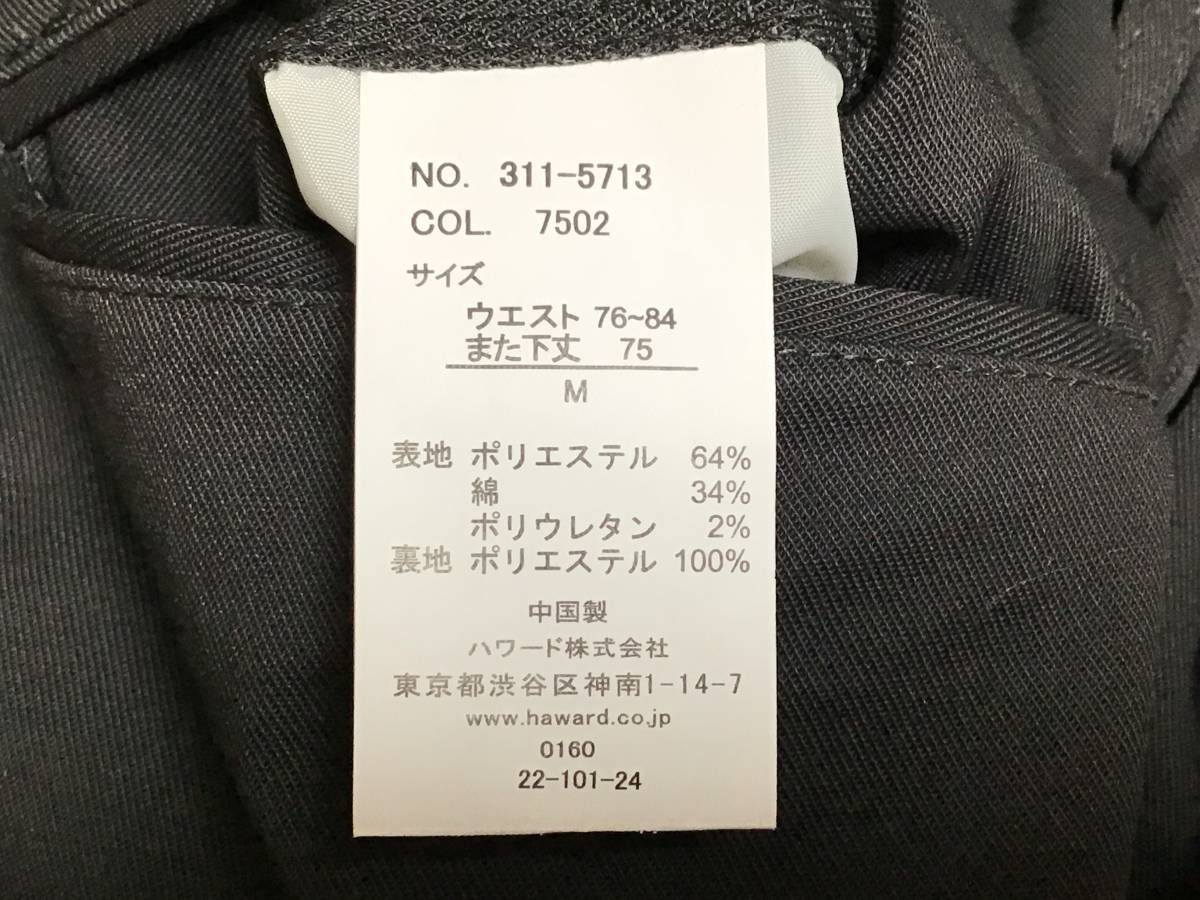 NO. 311-5713
COL. 7502
サイズ
ウエスト 76~84
また下丈 75
M
表地 ポリエステル 64%
綿 34%
ポリウレタン 2%
裏地 ポリエステル 100%
中国製
ハワード株式会社
東京都渋谷区神南1-14-7
www.haward.co.jp
0160
22-101-24